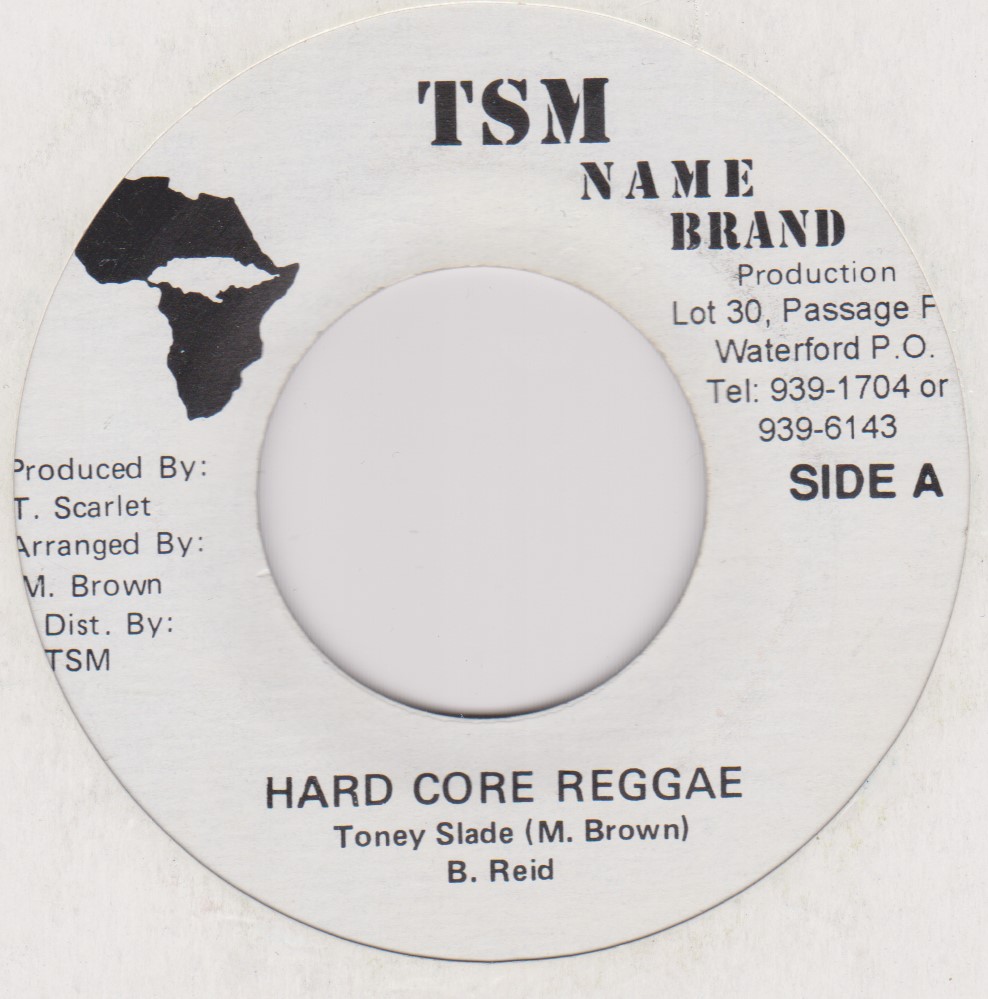 TSM
NAME
BRAND
Production
Lot 30, Passage F
Waterford P.O.
Tel: 939-1704 or
939-6143
SIDE A
Produced By:
T. Scarlet
Arranged By:
M. Brown
Dist. By:
TSM
HARD CORE REGGAE
Toney Slade (M. Brown)
B. Reid